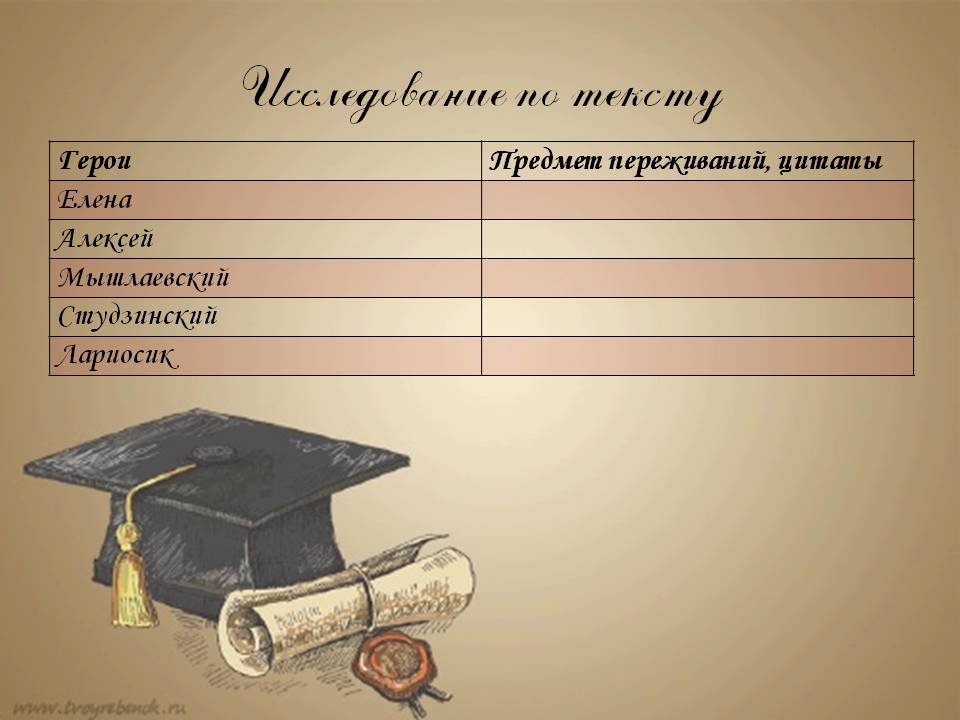 Исследование по тексту
Герои Предмет переживаний, цитаты
Елена
Алексей
Мышлаевский
Студзинский
Лариосик
www.tvoyrebenok.ru